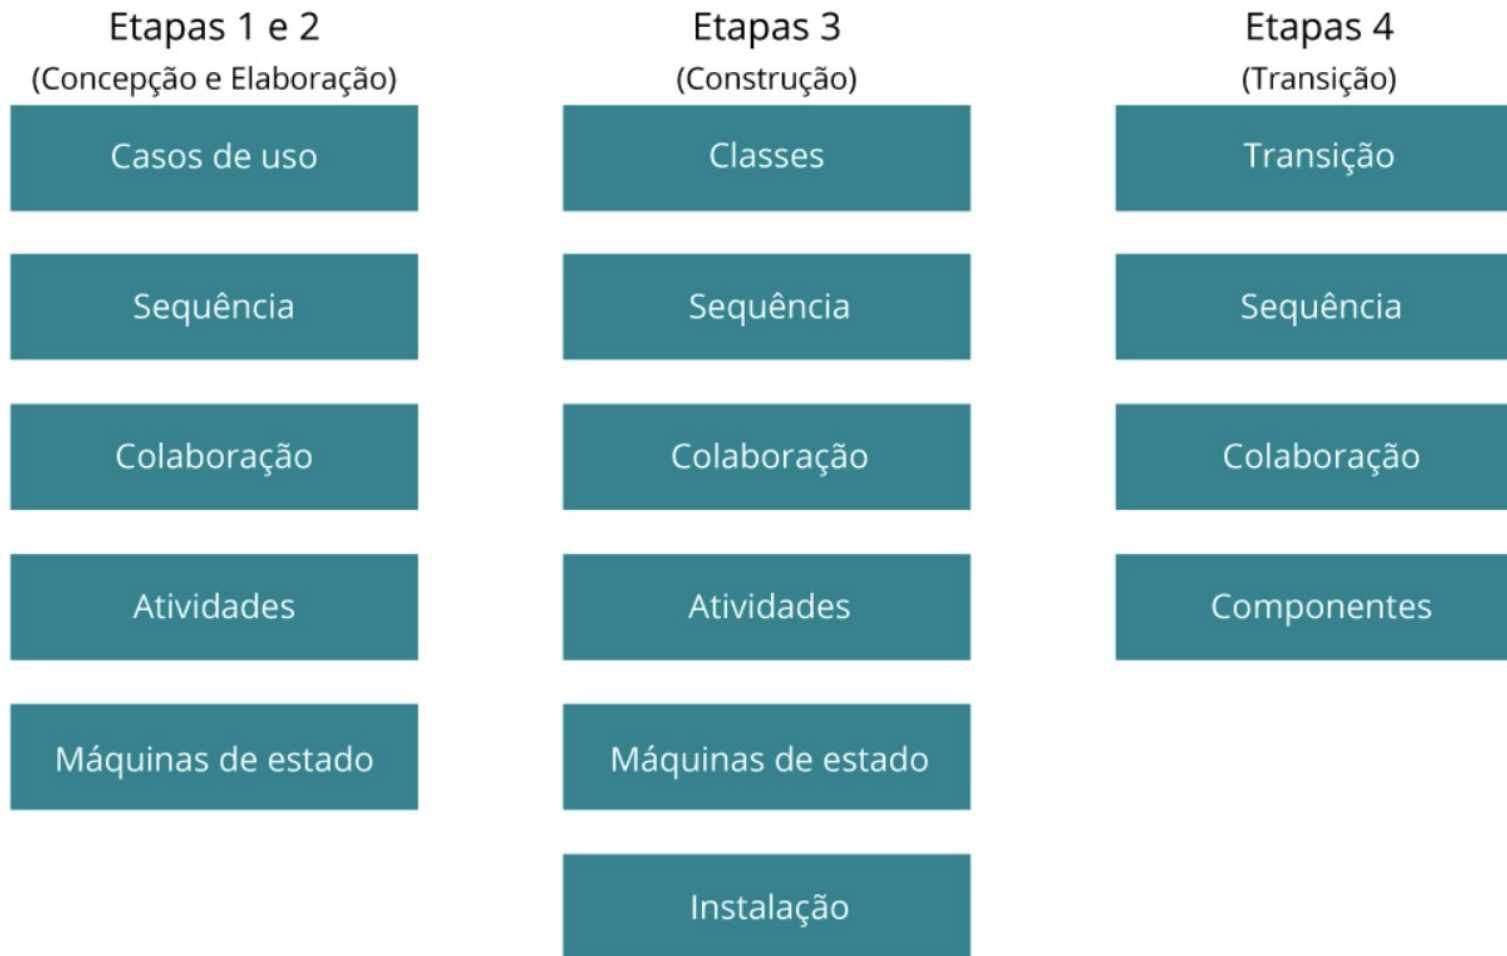 Etapas 1 e 2
(Concepção e Elaboração)
Casos de uso
Sequência
Colaboração
Atividades
Máquinas de estado
Etapas 3
(Construção)
Classes
Sequência
Colaboração
Atividades
Máquinas de estado
Instalação
Etapas 4
(Transição)
Transição
Sequência
Colaboração
Componentes